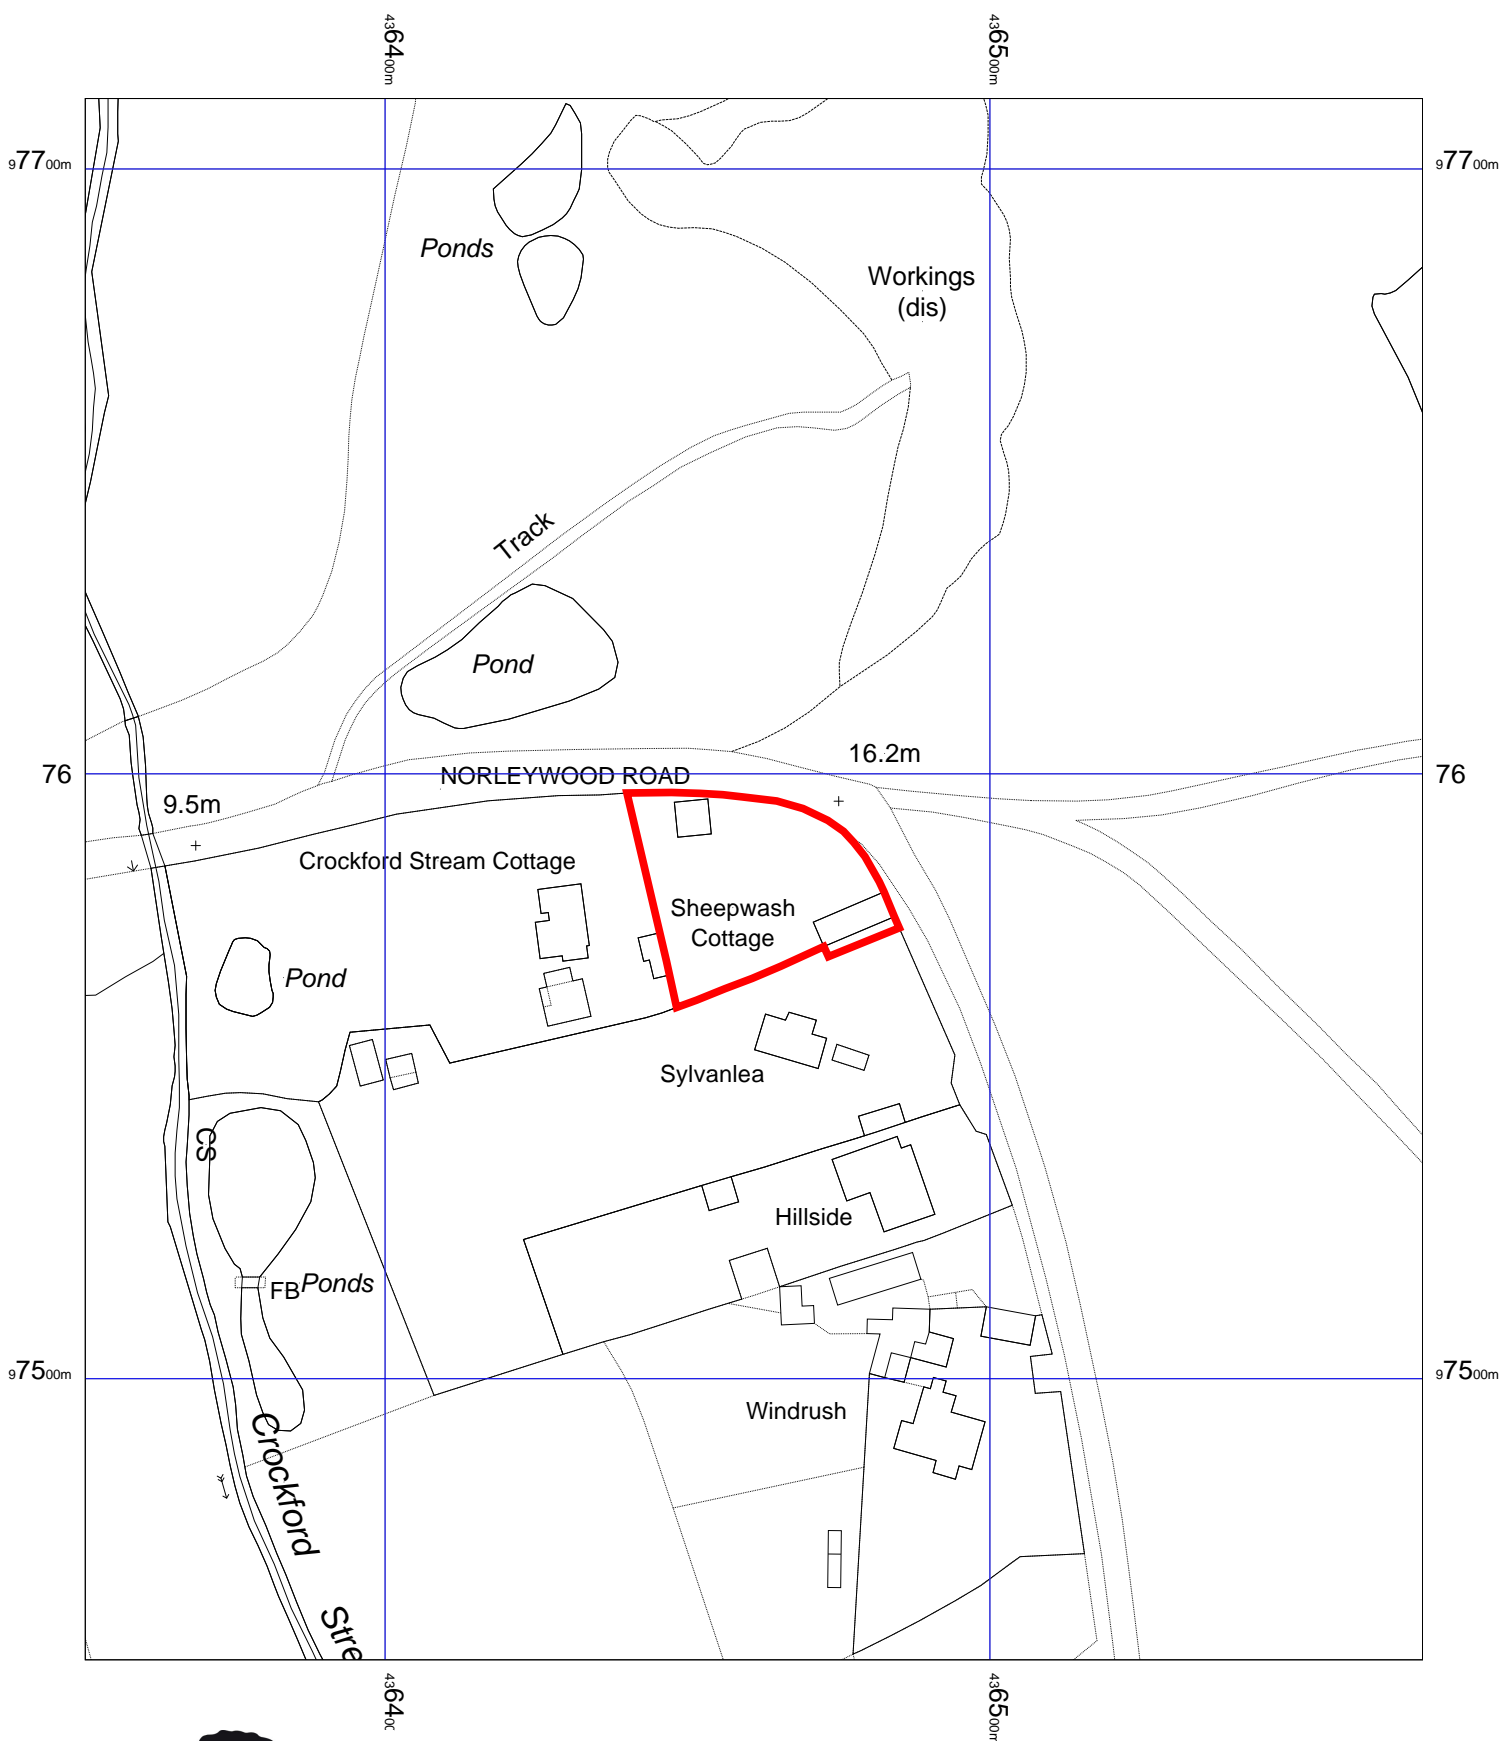 436400m
436500m
97700m
97700m
Ponds
Workings
(dis)
Track
Pond
16.2m
76
NORLEYWOOD ROAD
76
9.5m
Crockford Stream Cottage
Sheepwash
Cottage
Pond
Sylvanlea
CS
Hillside
FB
Ponds
97500m
97500m
Windrush
Crockford
Stre
436400
436500m